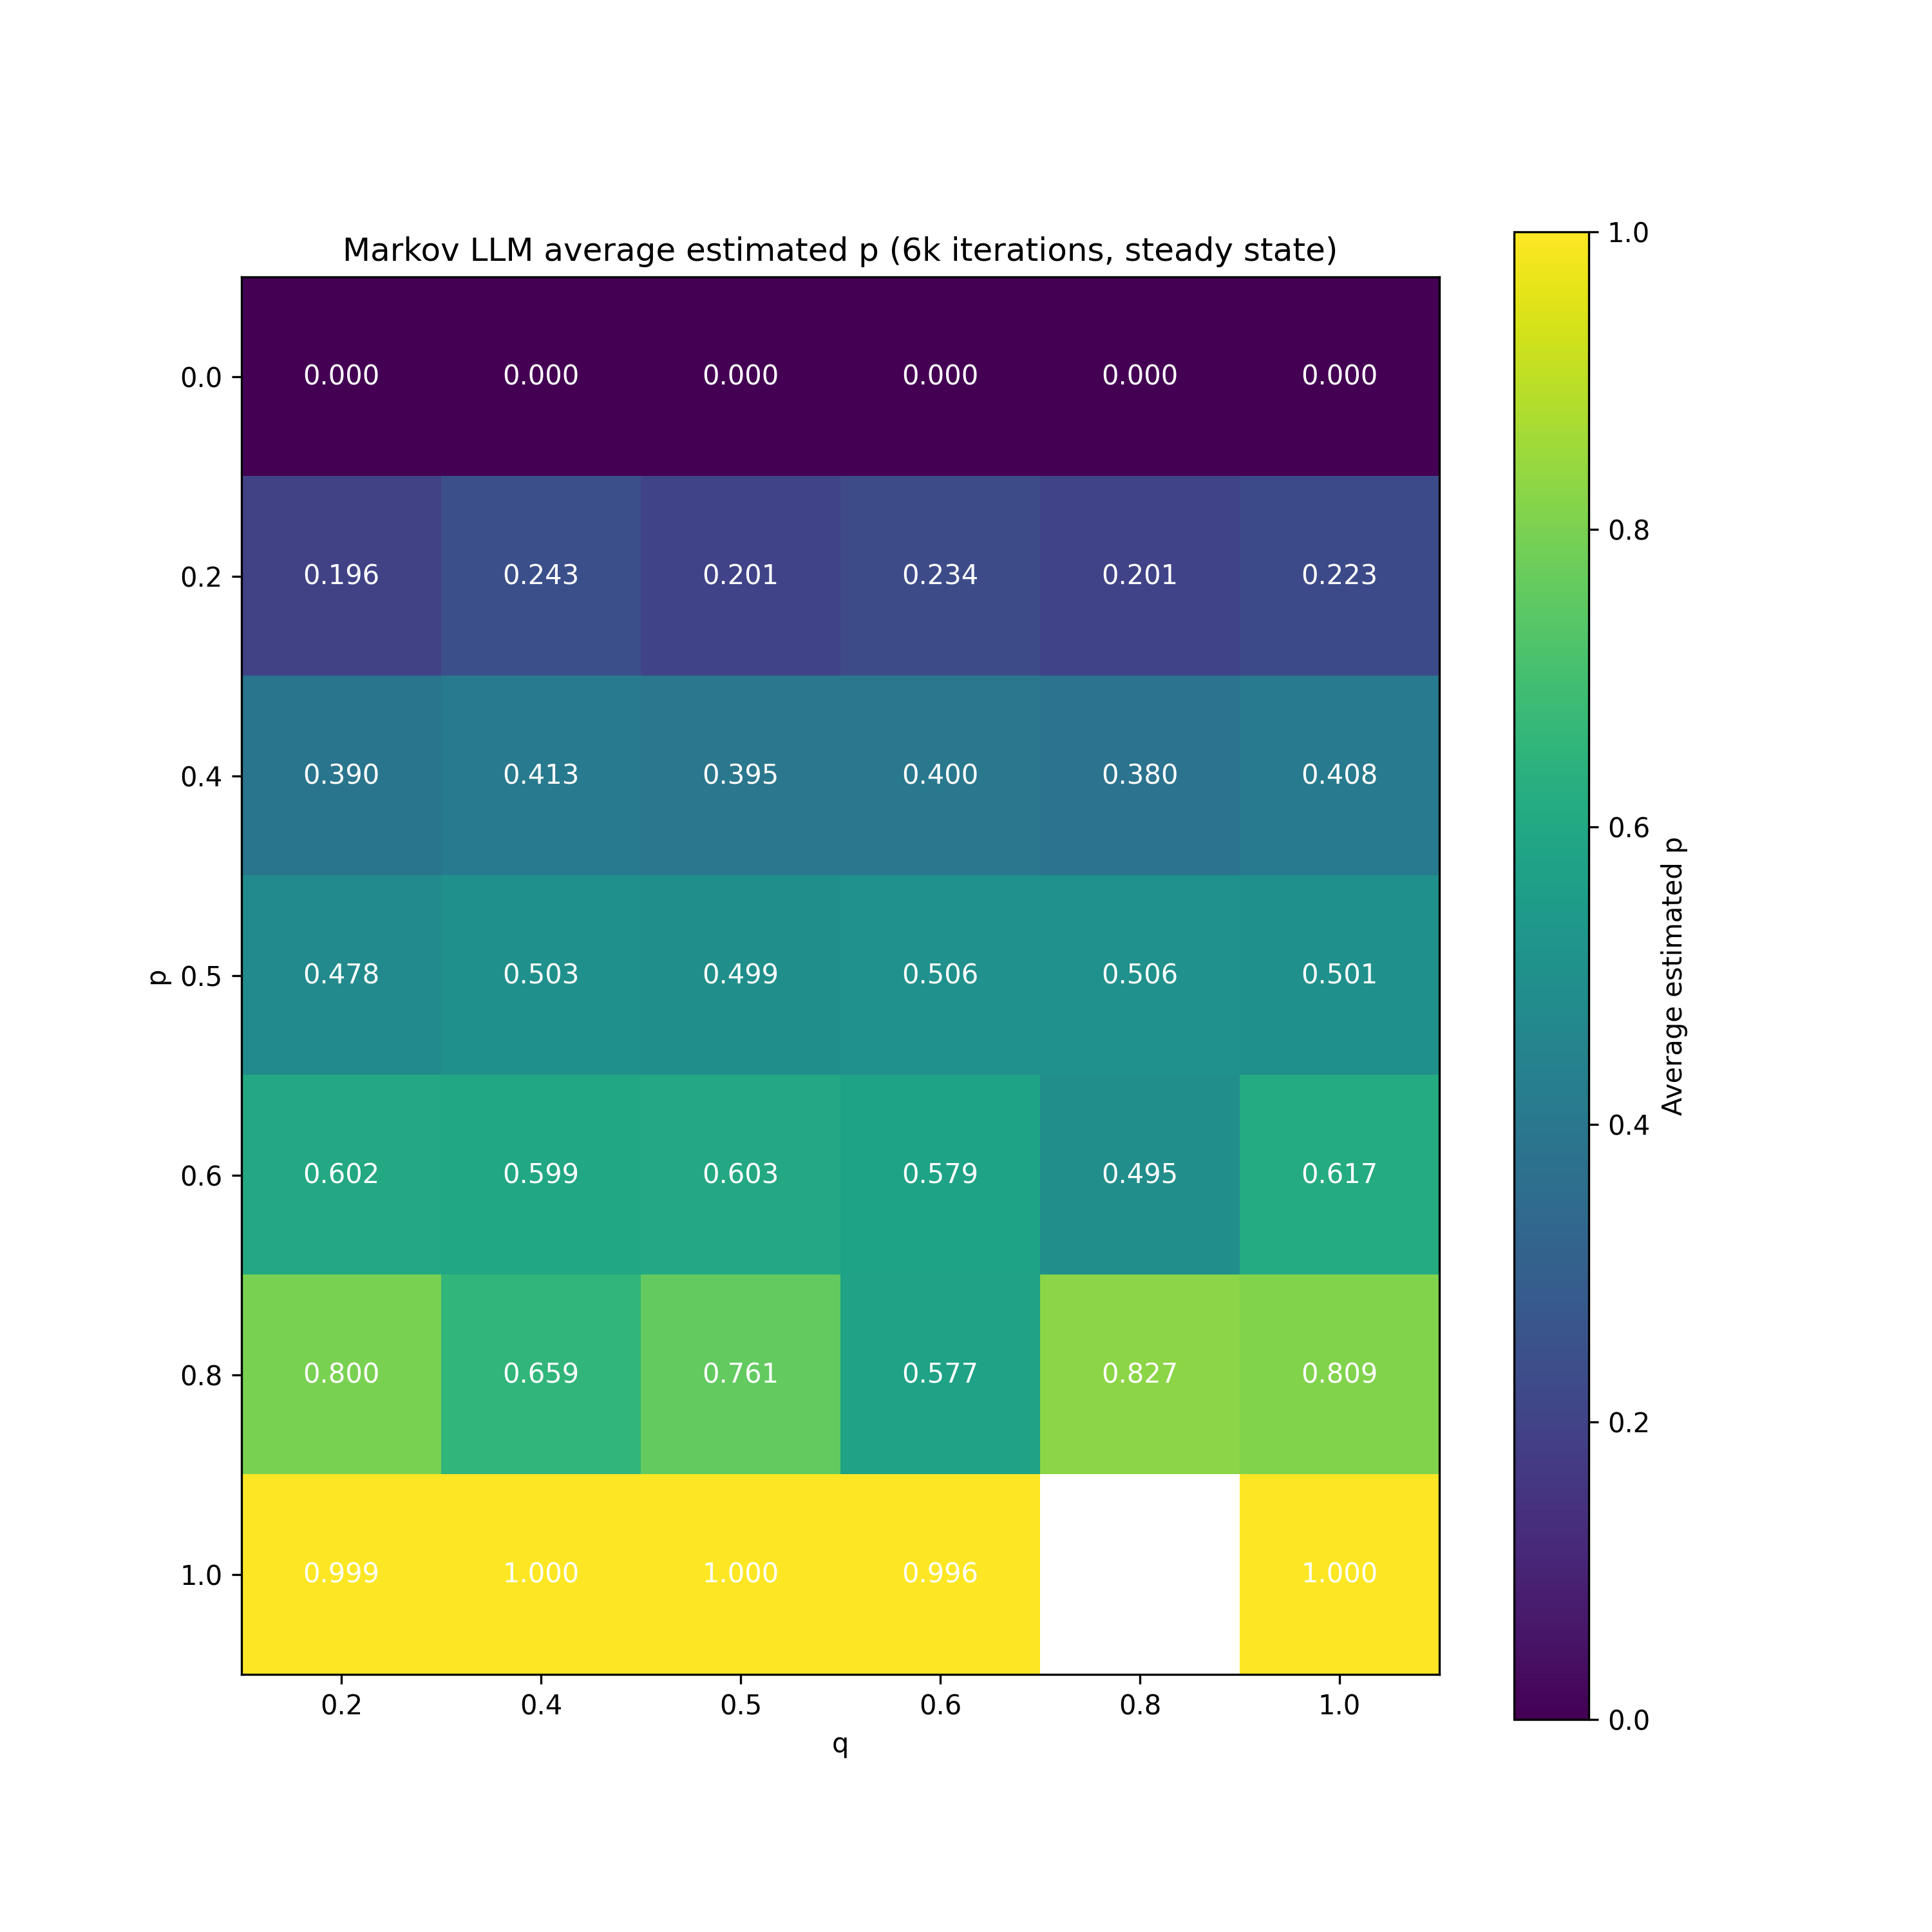 Markov LLM average estimated p (6k iterations, steady state)
1.0
0.0 0.000 0.000 0.000 0.000 0.000 0.000
0.8
0.2 0.196 0.243 0.201 0.234 0.201 0.223
0.4 0.390 0.413 0.395 0.400 0.380 0.408
0.6
p
0.5 0.478 0.503 0.499 0.506 0.506 0.501
Average estimated p
0.4
0.6 0.602 0.599 0.603 0.579 0.495 0.617
0.8 0.800 0.659 0.761 0.577 0.827 0.809
0.2
1.0 0.999 1.000 1.000 0.996 1.000
0.2 0.4 0.5 0.6 0.8 1.0
0.0
q